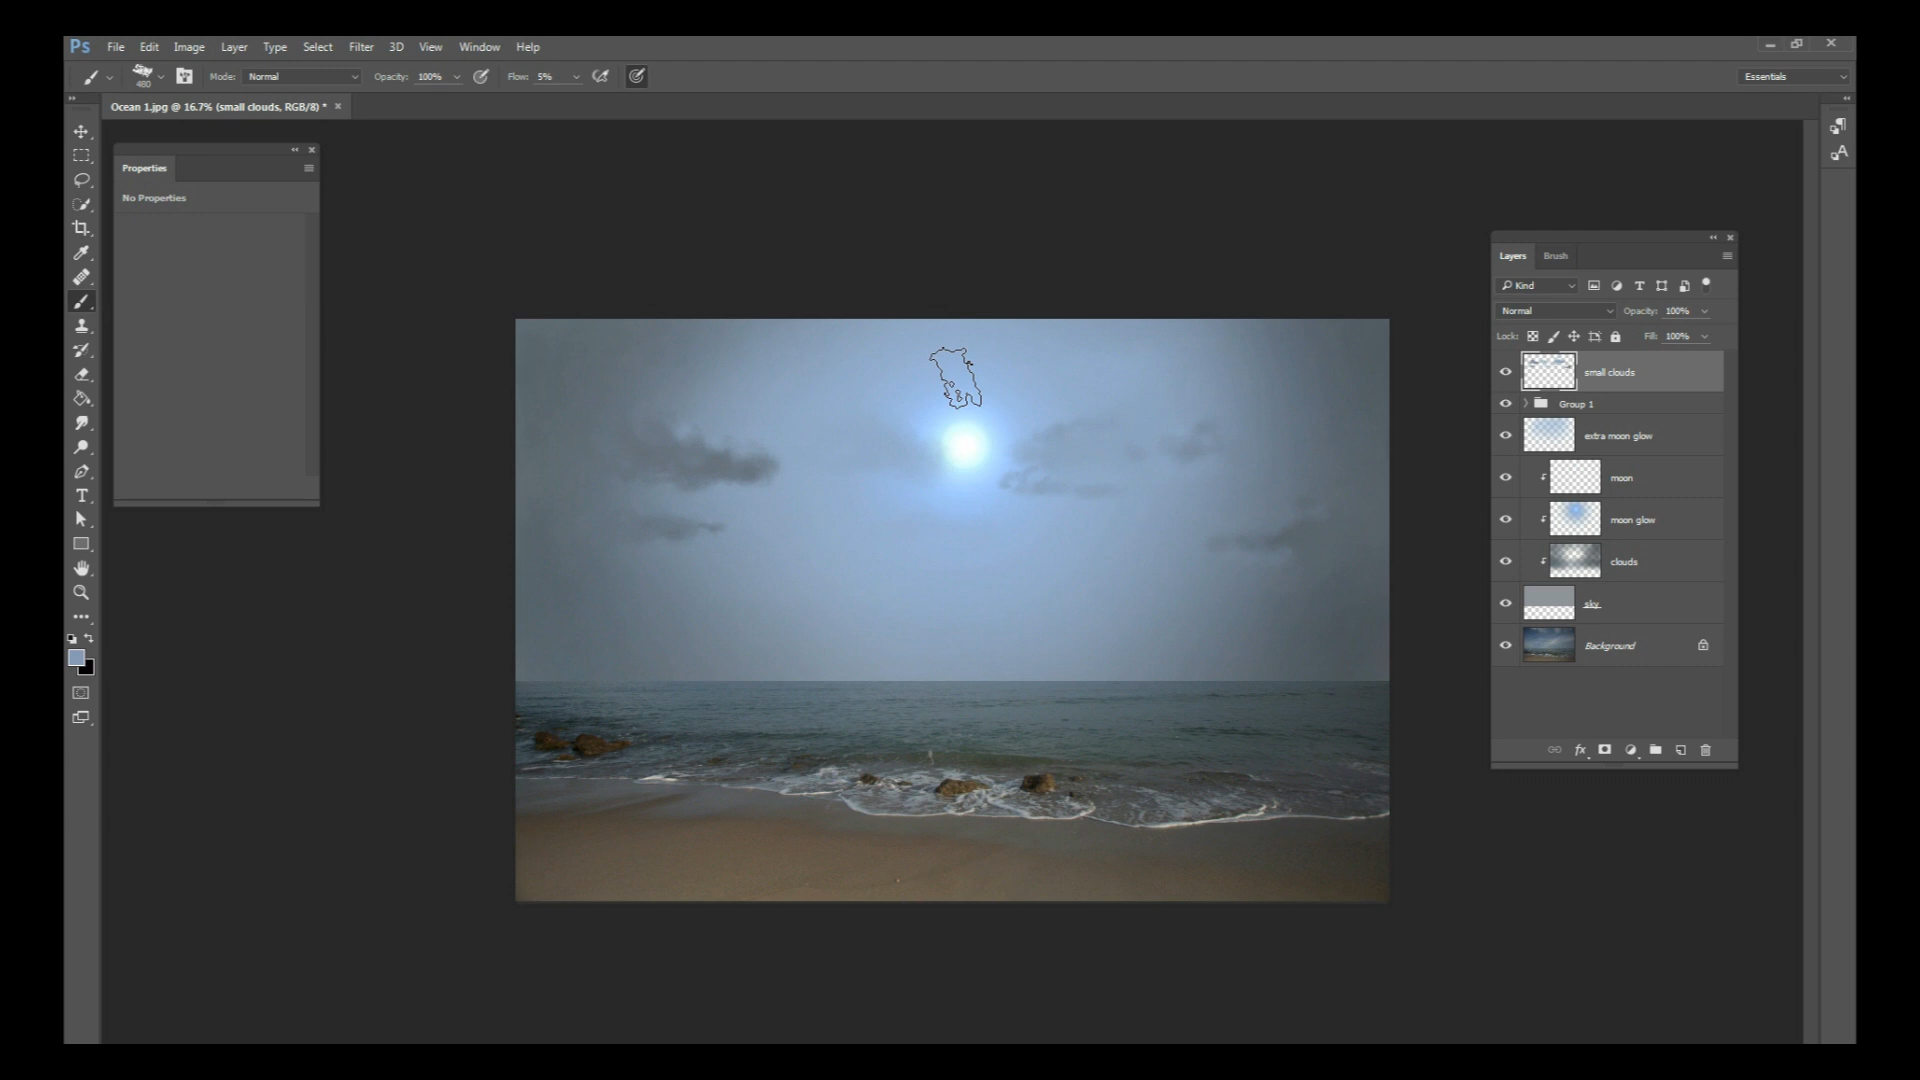 Ps File Edit Image Layer Type Select Filter 3D View Window Help
480 Mode: Normal Opacity: 100% Flow: 5% Essentials
Ocean 1.jpg @ 16.7% (small clouds, RGB/8) *
Properties
No Properties
Layers Brush
Kind
Normal Opacity: 100%
Lock: Fill: 100%
small clouds
Group 1
extra moon glow
moon
moon glow
clouds
sky
Background
fx